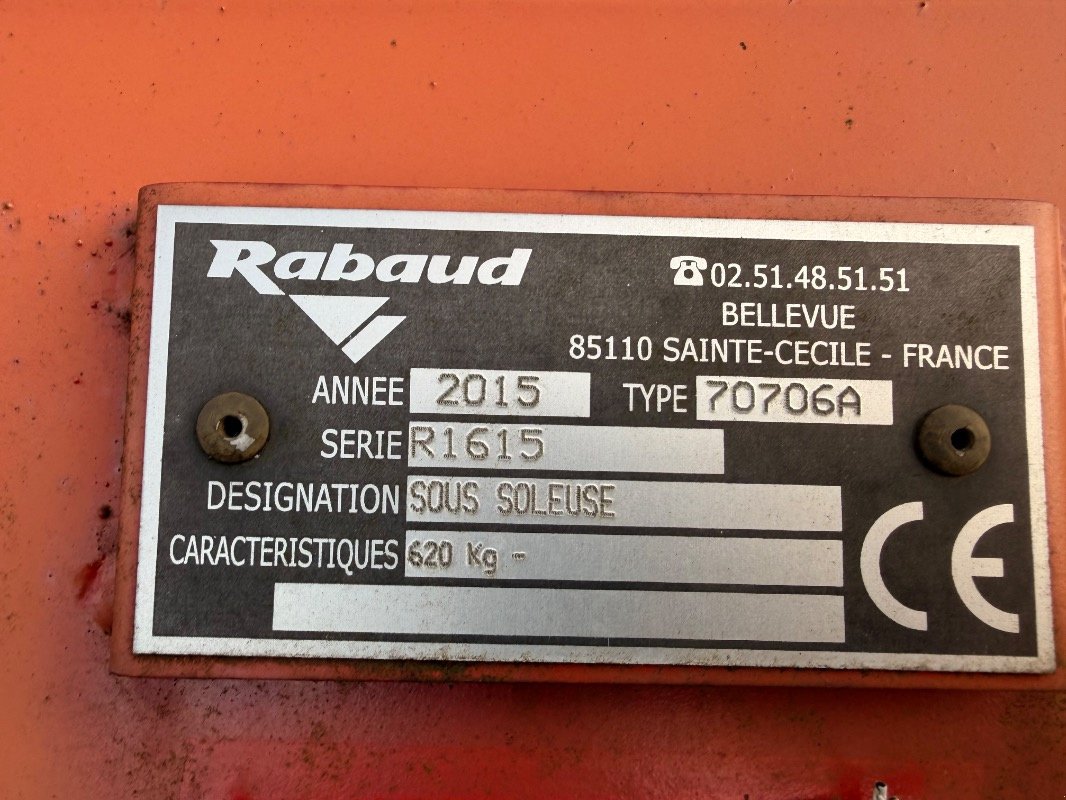 Rabaud
☎02.51.48.51.51
BELLEVUE
85110 SAINTE-CECILE - FRANCE
ANNEE 2015 TYPE 70706A
SERIE R1615
DESIGNATION SOUS SOLEUSE
CARACTERISTIQUES 620 Kg -
CE